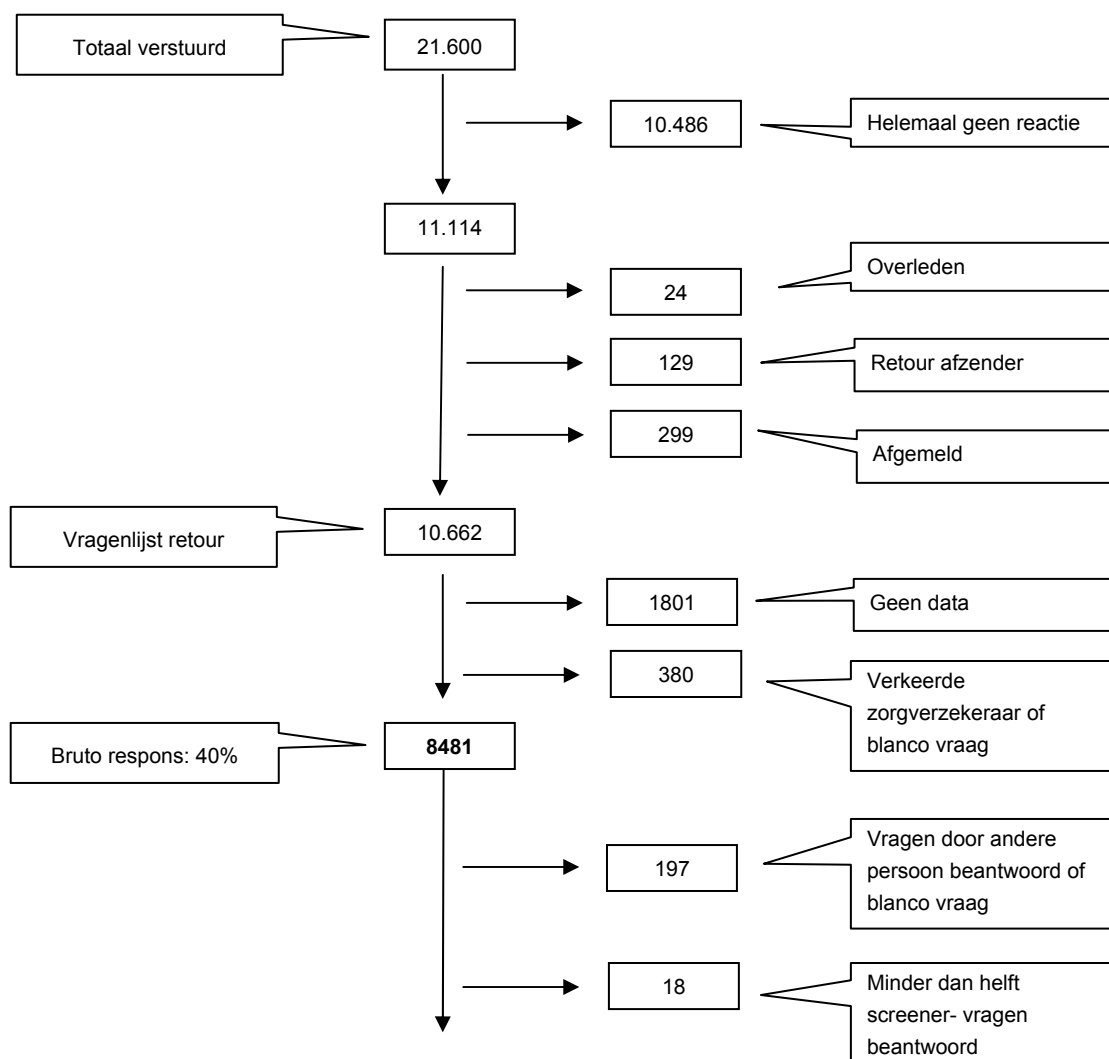 Totaal verstuurd
21.600
10.486
Helemaal geen reactie
11.114
24
Overleden
129
Retour afzender
299
Afgemeld
Vragenlijst retour
10.662
1801
Geen data
380
Verkeerde
zorgverzekeraar of
blanco vraag
Bruto respons: 40%
8481
197
Vragen door andere
persoon beantwoord of
blanco vraag
18
Minder dan helft
screener- vragen
beantwoord